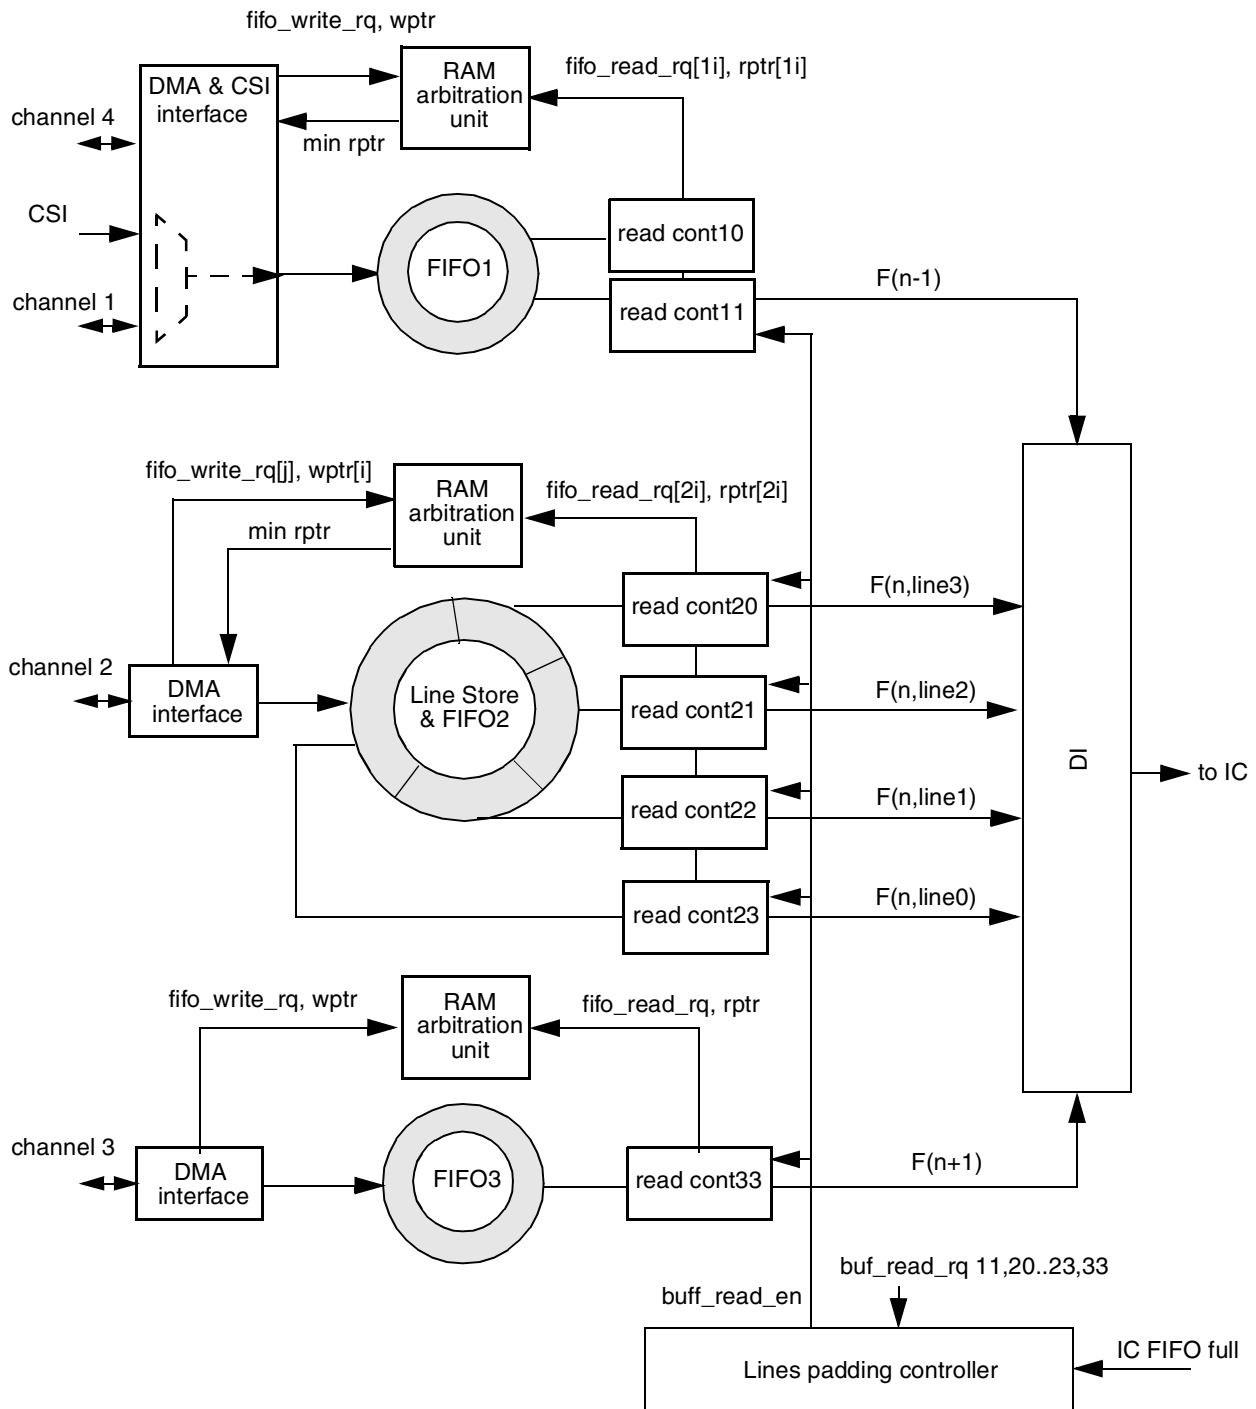 fifo_write_rq, wptr
DMA & CSI
interface
RAM
arbitration
unit
fifo_read_rq[1i], rptr[1i]
channel 4
min rptr
CSI
channel 1
FIFO1
read cont10
read cont11
F(n-1)
fifo_write_rq[j], wptr[i]
RAM
arbitration
unit
fifo_read_rq[2i], rptr[2i]
min rptr
channel 2
DMA
interface
Line Store
& FIFO2
read cont20
F(n,line3)
read cont21
F(n,line2)
read cont22
F(n,line1)
read cont23
F(n,line0)
DI
to IC
fifo_write_rq, wptr
RAM
arbitration
unit
fifo_read_rq, rptr
channel 3
DMA
interface
FIFO3
read cont33
F(n+1)
buf_read_rq 11,20..23,33
buff_read_en
Lines padding controller
IC FIFO full